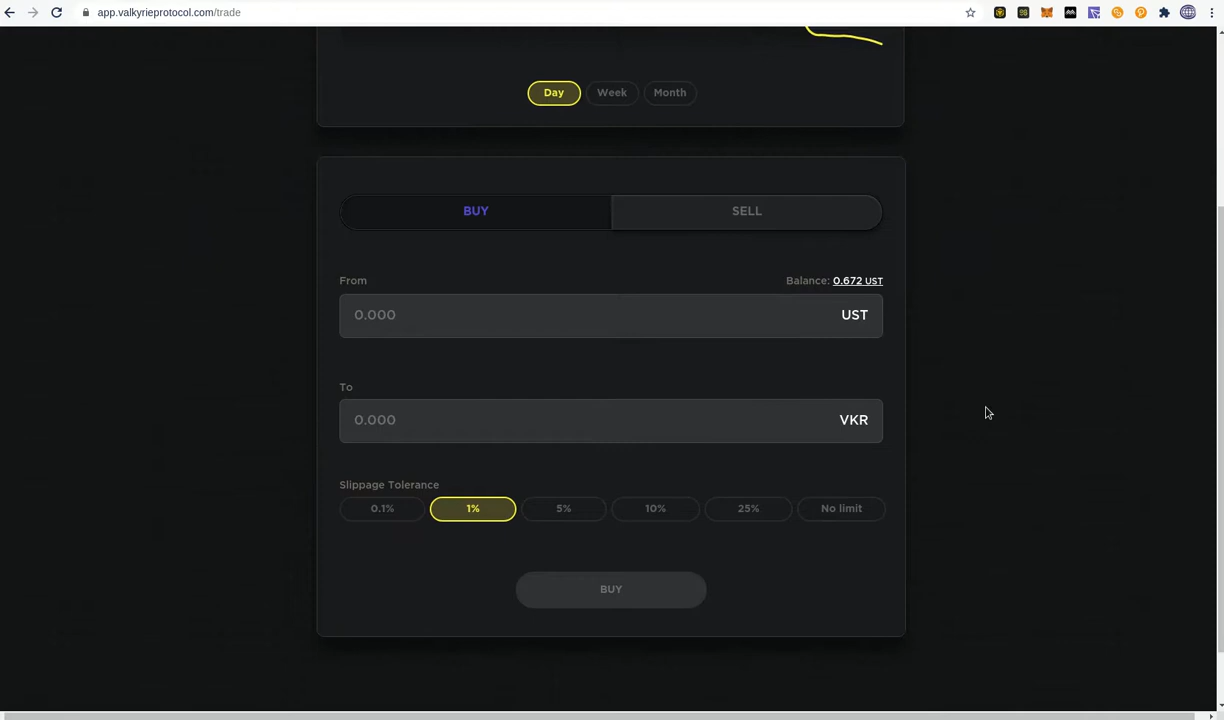 app.valkyrieprotocol.com/trade
Day Week Month
BUY SELL
From Balance: 0.672 UST
0.000 UST
To
0.000 VKR
Slippage Tolerance
0.1% 1% 5% 10% 25% No limit
BUY